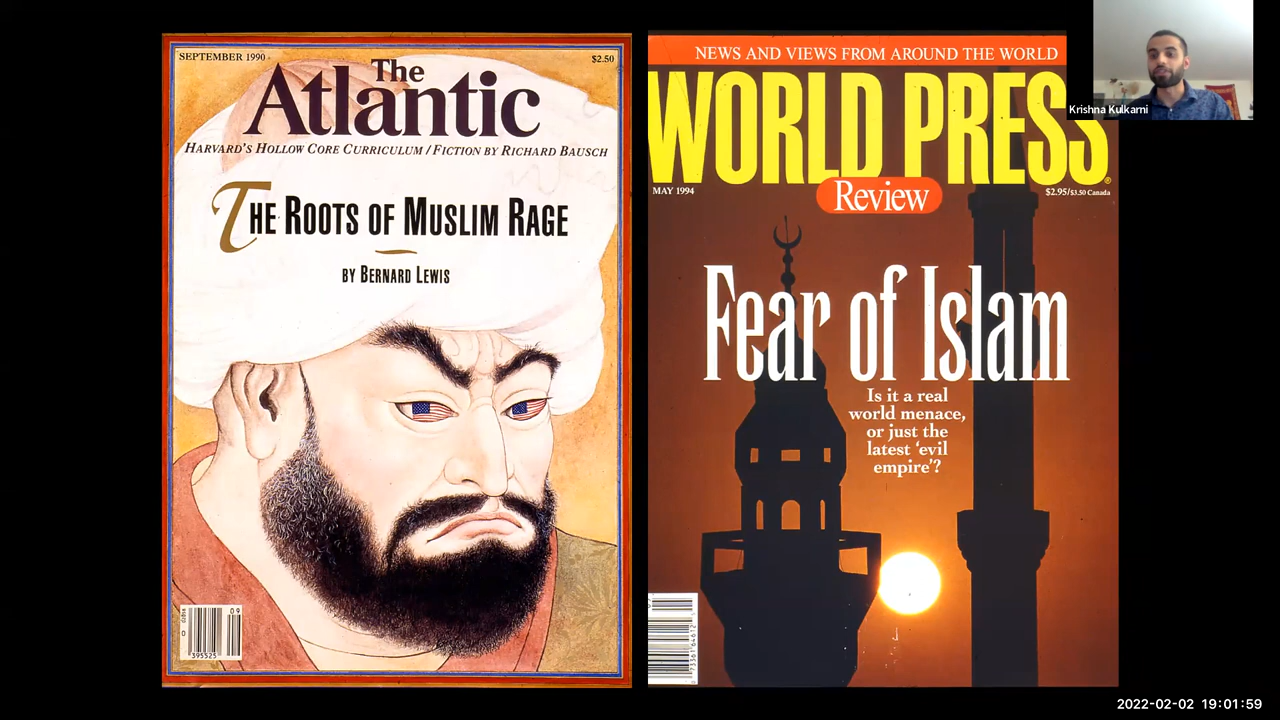 SEPTEMBER 1990
$2.50
The
Atlantic
HARVARD'S HOLLOW CORE CURRICULUM / FICTION BY RICHARD BAUSCH
THE ROOTS OF MUSLIM RAGE
BY BERNARD LEWIS
09
NEWS AND VIEWS FROM AROUND THE WORLD
WORLD PRESS
Review
MAY 1994
$2.95/$3.50 Canada
Fear of Islam
Is it a real
world menace,
or just the
latest 'evil
empire'?
Krishna Kulkarni
2022-02-02 19:01:59